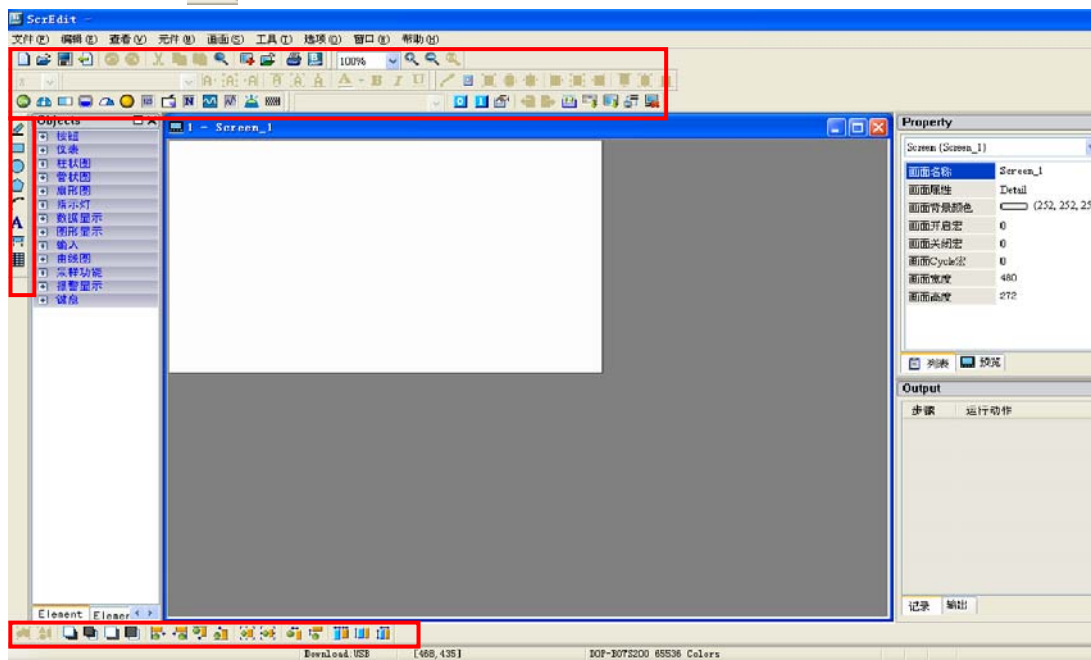 ScrEdit -
文件(F) 编辑(E) 查看(V) 元件(M) 画面(S) 工具(T) 选项(O) 窗口(W) 帮助(H)
100%
Objects
按钮
仪表
柱状图
管状图
扇形图
指示灯
数据显示
图形显示
输入
曲线图
采样功能
报警显示
键盘
Element
1 - Screen_1
Property
Screen (Screen_1)
画面名称 Screen_1
画面属性 Detail
画面背景颜色 (252, 252, 25
画面开启宏 0
画面关闭宏 0
画面Cycle宏 0
画面宽度 480
画面高度 272
列表 预览
Output
步骤 运行动作
记录 输出
Download:USB [468,435] DOP-B07S200 65536 Colors